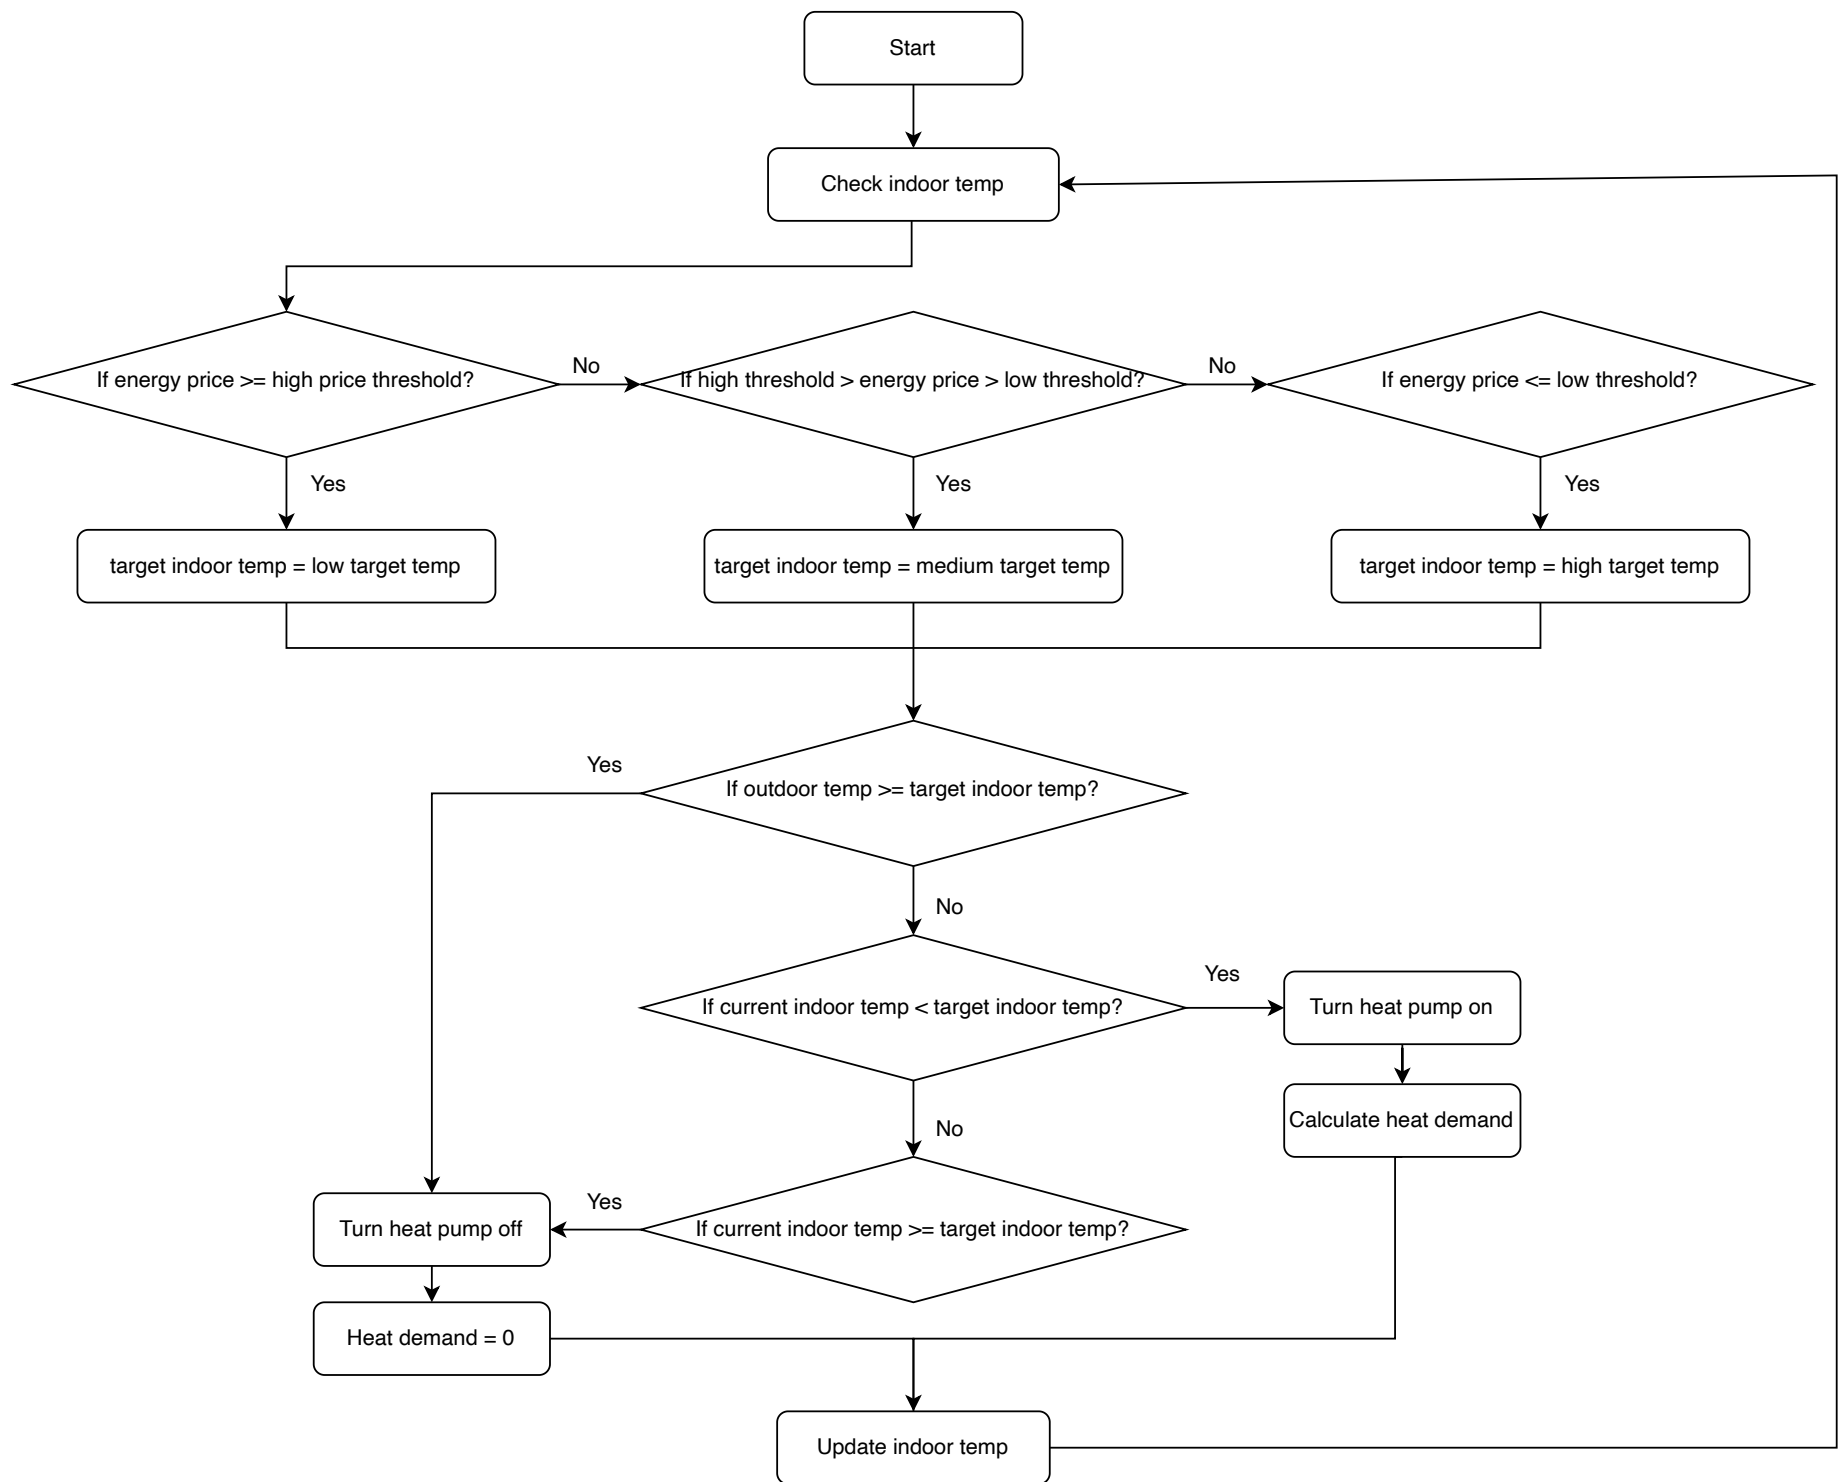 Start
Check indoor temp
If energy price >= high price threshold?
No
If high threshold > energy price > low threshold?
No
If energy price <= low threshold?
Yes
Yes
Yes
target indoor temp = low target temp
target indoor temp = medium target temp
target indoor temp = high target temp
Yes
If outdoor temp >= target indoor temp?
No
If current indoor temp < target indoor temp?
Yes
Turn heat pump on
Calculate heat demand
No
Yes
Turn heat pump off
If current indoor temp >= target indoor temp?
Heat demand = 0
Update indoor temp